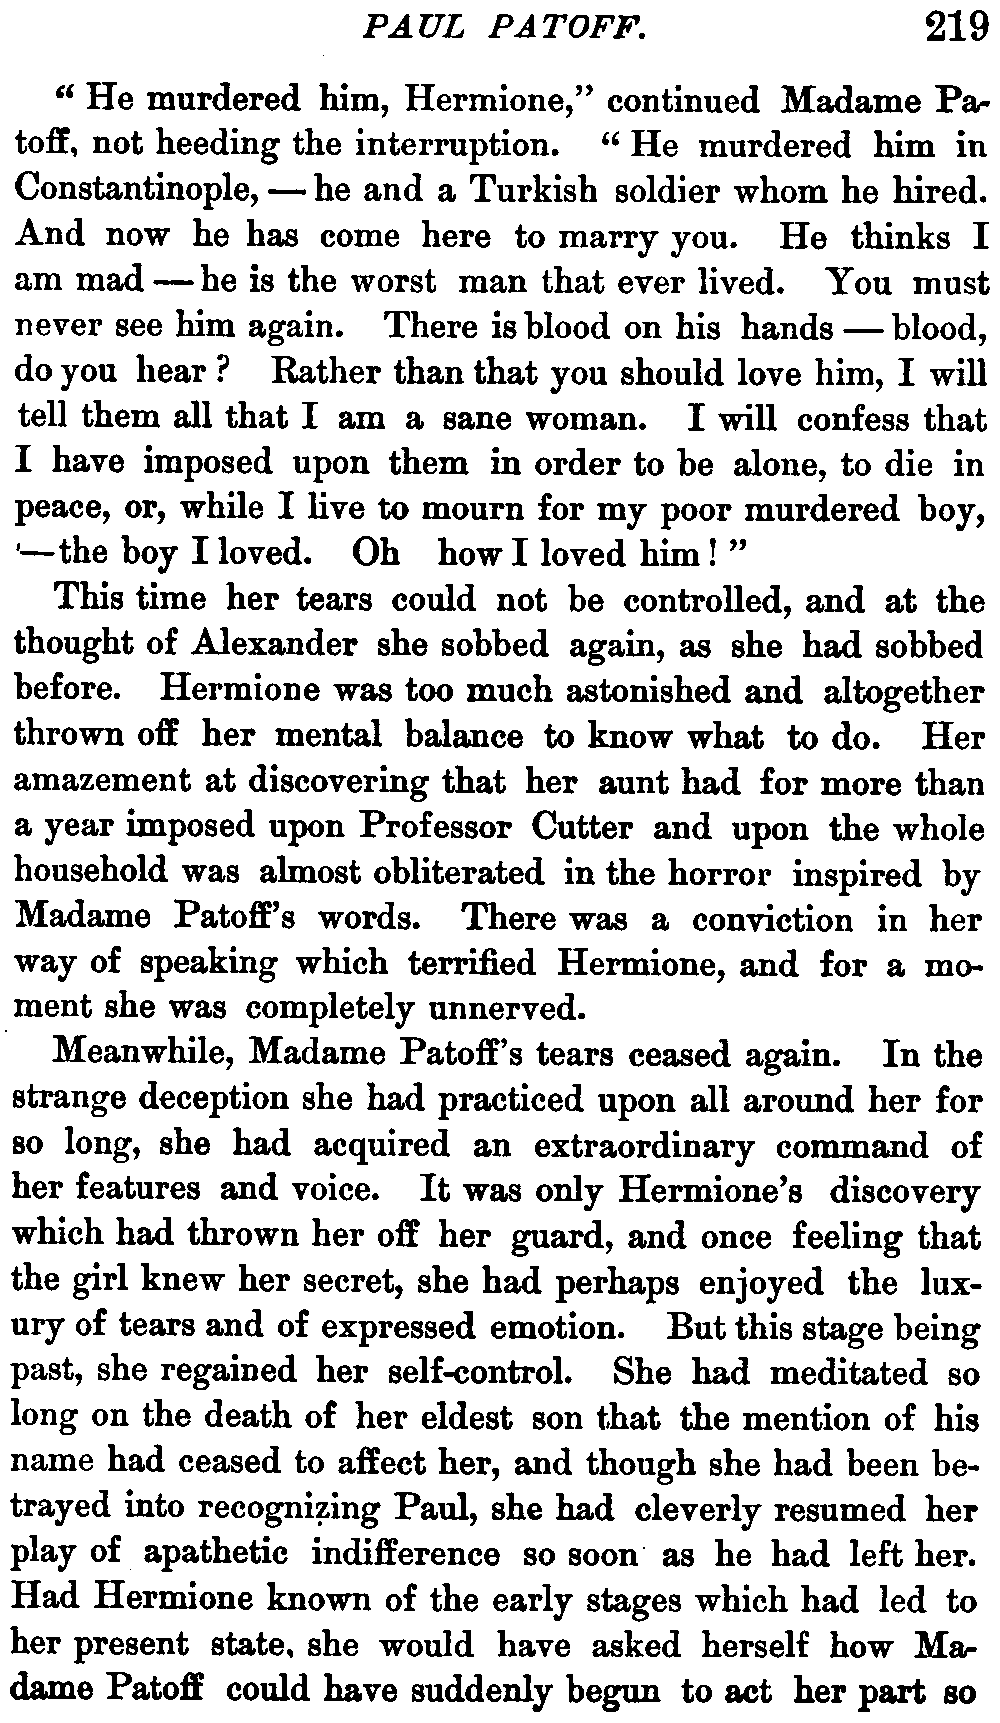 PAUL PATOFF. 219
“ He murdered him, Hermione,” continued Madame Pa-
toff, not heeding the interruption. “ He murdered him in
Constantinople, — he and a Turkish soldier whom he hired.
And now he has come here to marry you. He thinks I
am mad — he is the worst man that ever lived. You must
never see him again. There is blood on his hands — blood,
do you hear ? Rather than that you should love him, I will
tell them all that I am a sane woman. I will confess that
I have imposed upon them in order to be alone, to die in
peace, or, while I live to mourn for my poor murdered boy,
— the boy I loved. Oh how I loved him ! ”
This time her tears could not be controlled, and at the
thought of Alexander she sobbed again, as she had sobbed
before. Hermione was too much astonished and altogether
thrown off her mental balance to know what to do. Her
amazement at discovering that her aunt had for more than
a year imposed upon Professor Cutter and upon the whole
household was almost obliterated in the horror inspired by
Madame Patoff’s words. There was a conviction in her
way of speaking which terrified Hermione, and for a mo-
ment she was completely unnerved.
Meanwhile, Madame Patoff’s tears ceased again. In the
strange deception she had practiced upon all around her for
so long, she had acquired an extraordinary command of
her features and voice. It was only Hermione’s discovery
which had thrown her off her guard, and once feeling that
the girl knew her secret, she had perhaps enjoyed the lux-
ury of tears and of expressed emotion. But this stage being
past, she regained her self-control. She had meditated so
long on the death of her eldest son that the mention of his
name had ceased to affect her, and though she had been be-
trayed into recognizing Paul, she had cleverly resumed her
play of apathetic indifference so soon as he had left her.
Had Hermione known of the early stages which had led to
her present state, she would have asked herself how Ma-
dame Patoff could have suddenly begun to act her part so